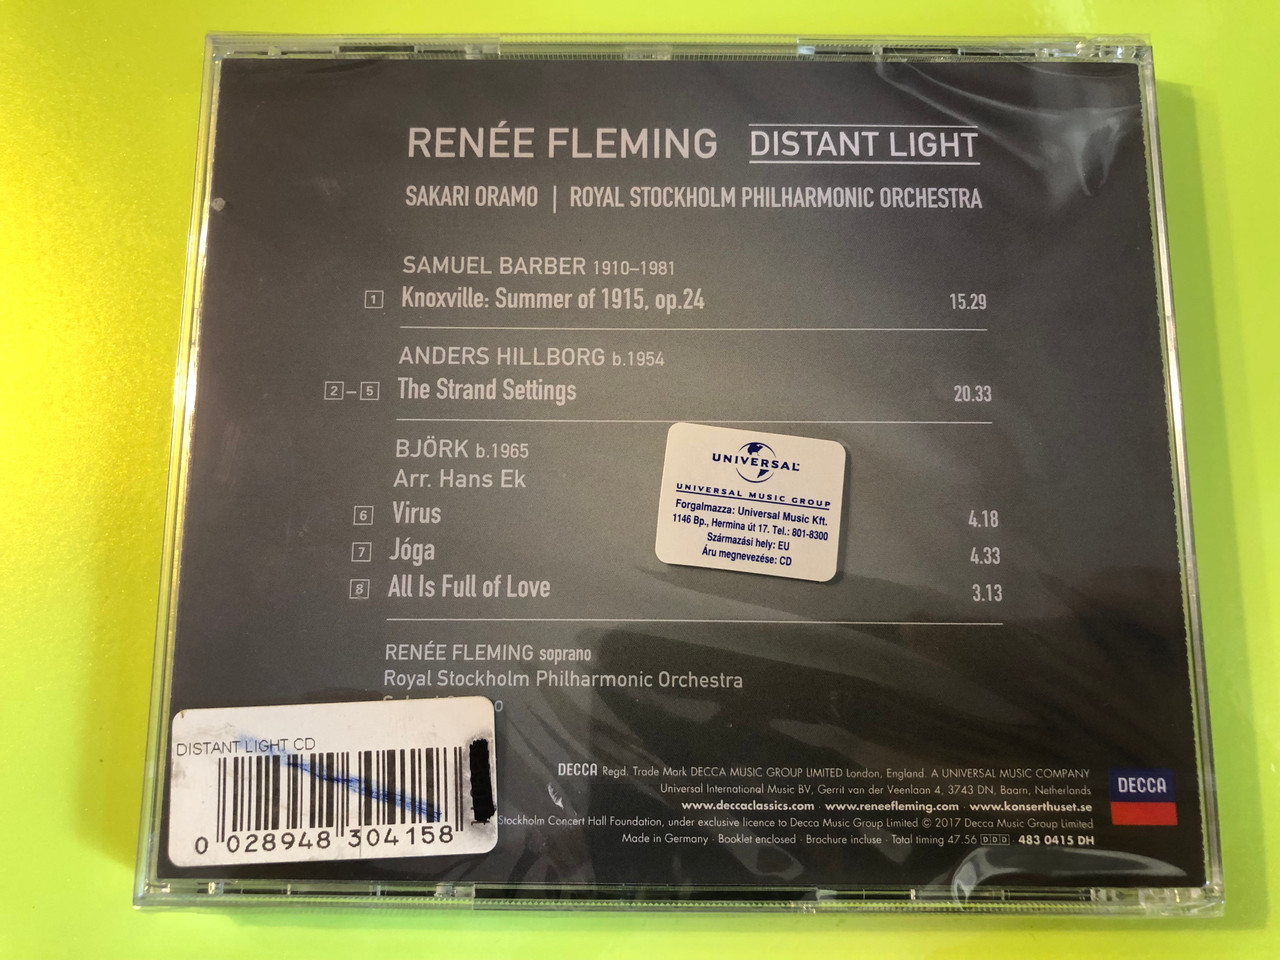 RENÉE FLEMING DISTANT LIGHT
SAKARI ORAMO | ROYAL STOCKHOLM PHILHARMONIC ORCHESTRA
SAMUEL BARBER 1910–1981
1 Knoxville: Summer of 1915, op.24 15.29
ANDERS HILLBORG b.1954
2–5 The Strand Settings 20.33
BJÖRK b.1965
Arr. Hans Ek
6 Virus 4.18
7 Jóga 4.33
8 All Is Full of Love 3.13
UNIVERSAL
UNIVERSAL MUSIC GROUP
Forgalmazza: Universal Music Kft.
1146 Bp., Hermina út 17. Tel.: 801-8300
Származási hely: EU
Áru megnevezése: CD
RENÉE FLEMING soprano
Royal Stockholm Philharmonic Orchestra
DISTANT LIGHT CD
0 028948 304158
DECCA Regd. Trade Mark DECCA MUSIC GROUP LIMITED London, England. A UNIVERSAL MUSIC COMPANY
Universal International Music BV, Gerrit van der Veenlaan 4, 3743 DN, Baarn, Netherlands
www.deccaclassics.com · www.reneefleming.com · www.konserthuset.se
Stockholm Concert Hall Foundation, under exclusive licence to Decca Music Group Limited © 2017 Decca Music Group Limited
Made in Germany · Booklet enclosed · Brochure incluse · Total timing 47.56 DDD · 483 0415 DH
DECCA